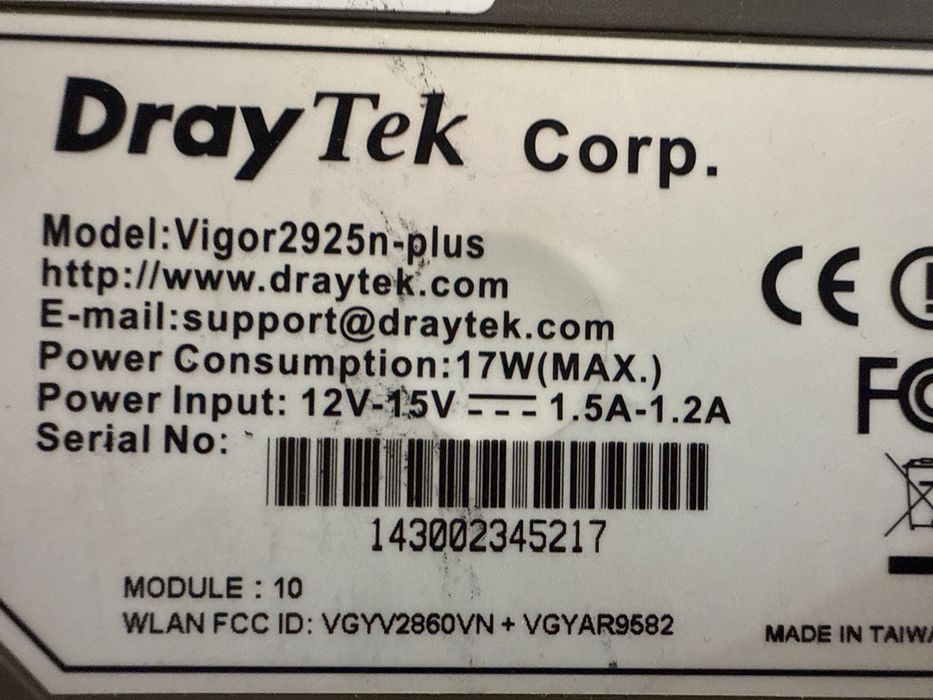 DrayTek Corp.
Model:Vigor2925n-plus
http://www.draytek.com
E-mail:support@draytek.com
Power Consumption:17W(MAX.)
Power Input: 12V-15V ⎓ 1.5A-1.2A
Serial No:
143002345217
MODULE : 10
WLAN FCC ID: VGYV2860VN + VGYAR9582
CE
MADE IN